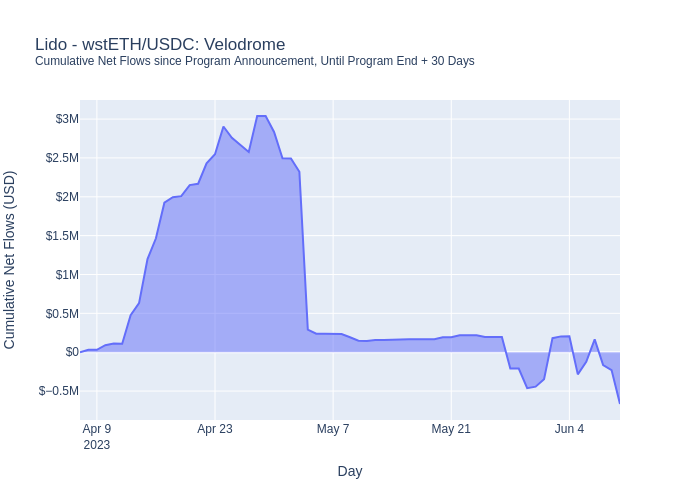 Lido - wstETH/USDC: Velodrome
Cumulative Net Flows since Program Announcement, Until Program End + 30 Days
Cumulative Net Flows (USD)
$3M
$2.5M
$2M
$1.5M
$1M
$0.5M
$0
$−0.5M
Apr 9
2023
Apr 23
May 7
May 21
Jun 4
Day